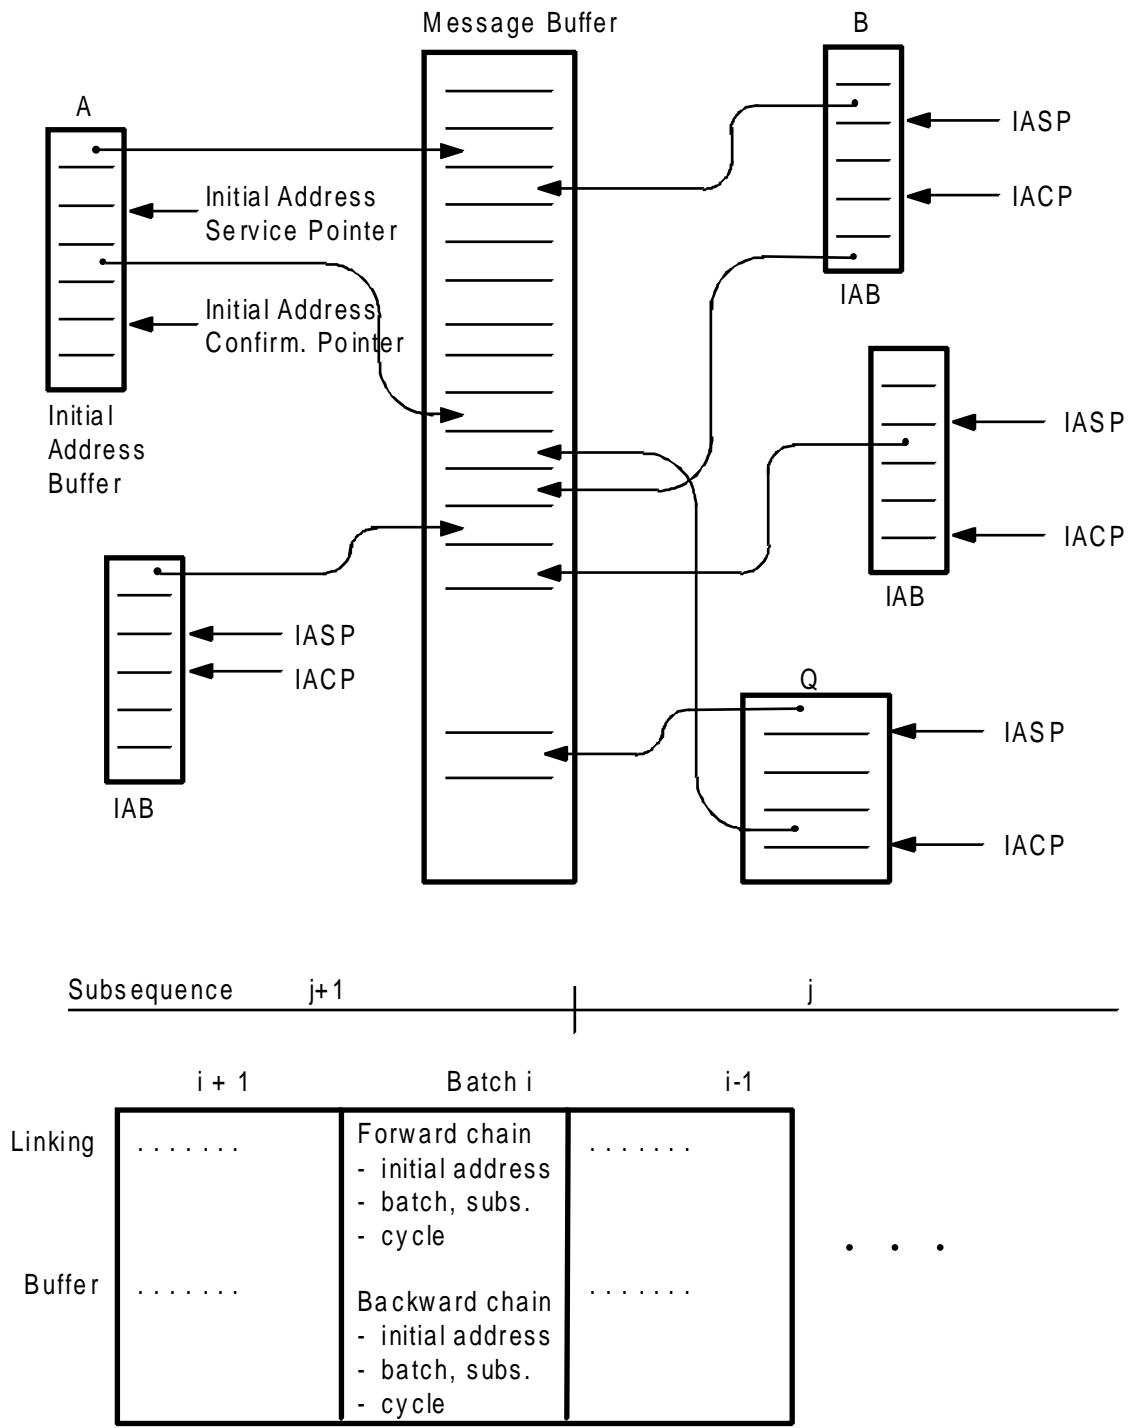 Message Buffer
B
A
IASP
Initial Address
Service Pointer
IACP
IAB
Initial Address
Confirm. Pointer
Initial
Address
Buffer
IASP
IACP
IAB
IASP
IACP
IAB
Q
IASP
IACP
Subsequence j+1 j
i + 1 Batch i i-1
Linking ....... Forward chain .......
- initial address
- batch, subs.
- cycle
. . .
Buffer ....... Backward chain .......
- initial address
- batch, subs.
- cycle